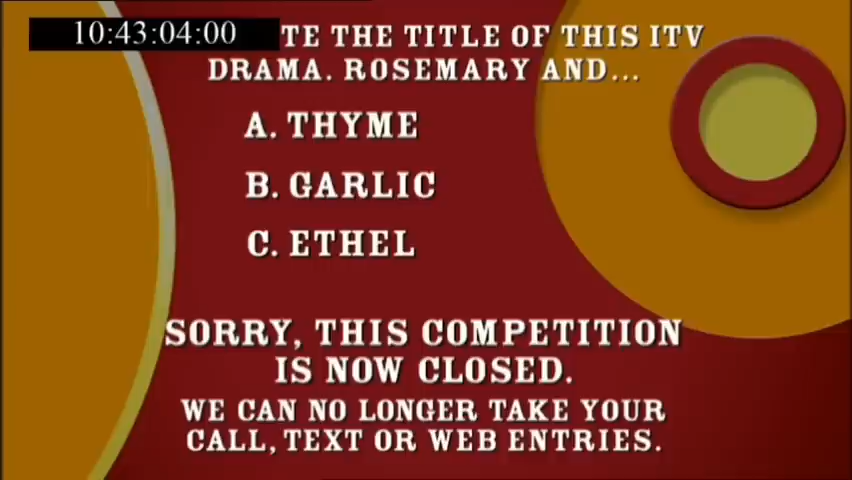 10:43:04:00
TE THE TITLE OF THIS ITV
DRAMA. ROSEMARY AND...
A. THYME
B. GARLIC
C. ETHEL
SORRY, THIS COMPETITION
IS NOW CLOSED.
WE CAN NO LONGER TAKE YOUR
CALL, TEXT OR WEB ENTRIES.